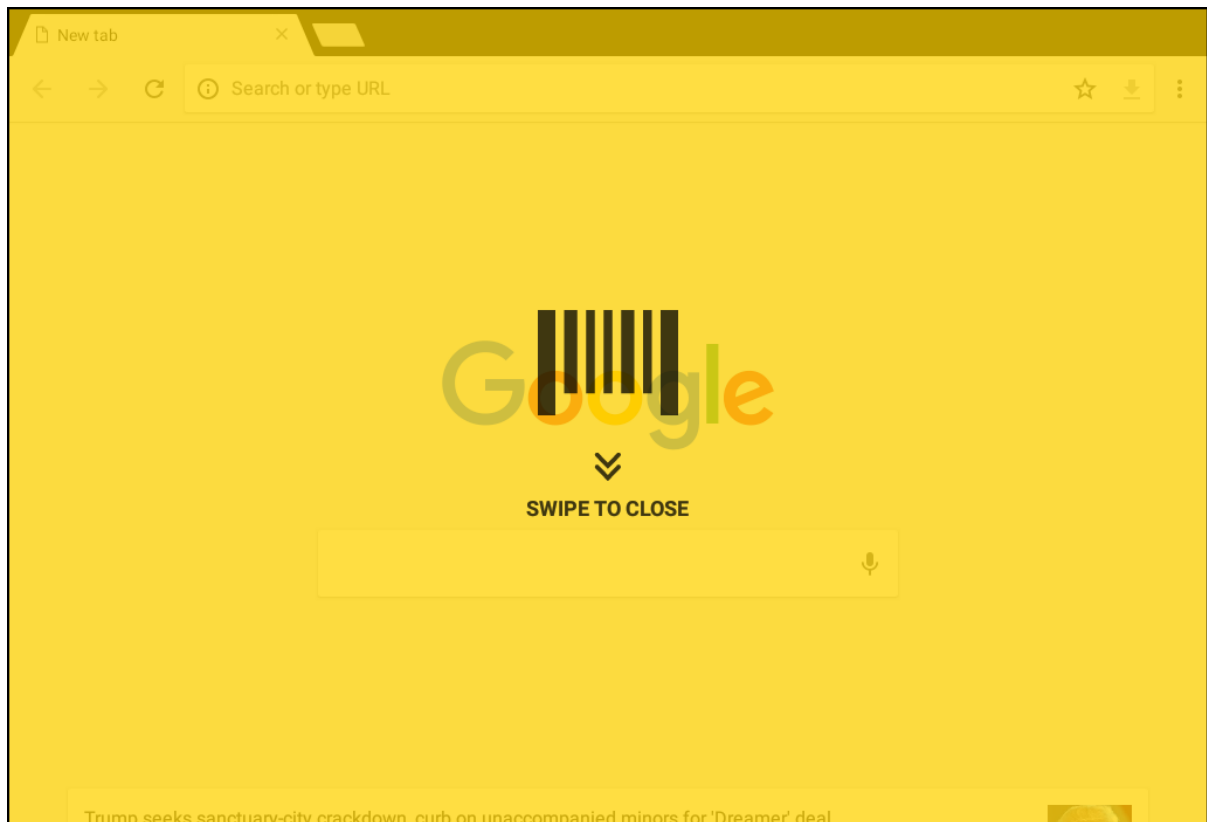 New tab
Search or type URL
Google
SWIPE TO CLOSE
Trump seeks sanctuary-city crackdown, curb on unaccompanied minors for 'Dreamer' deal